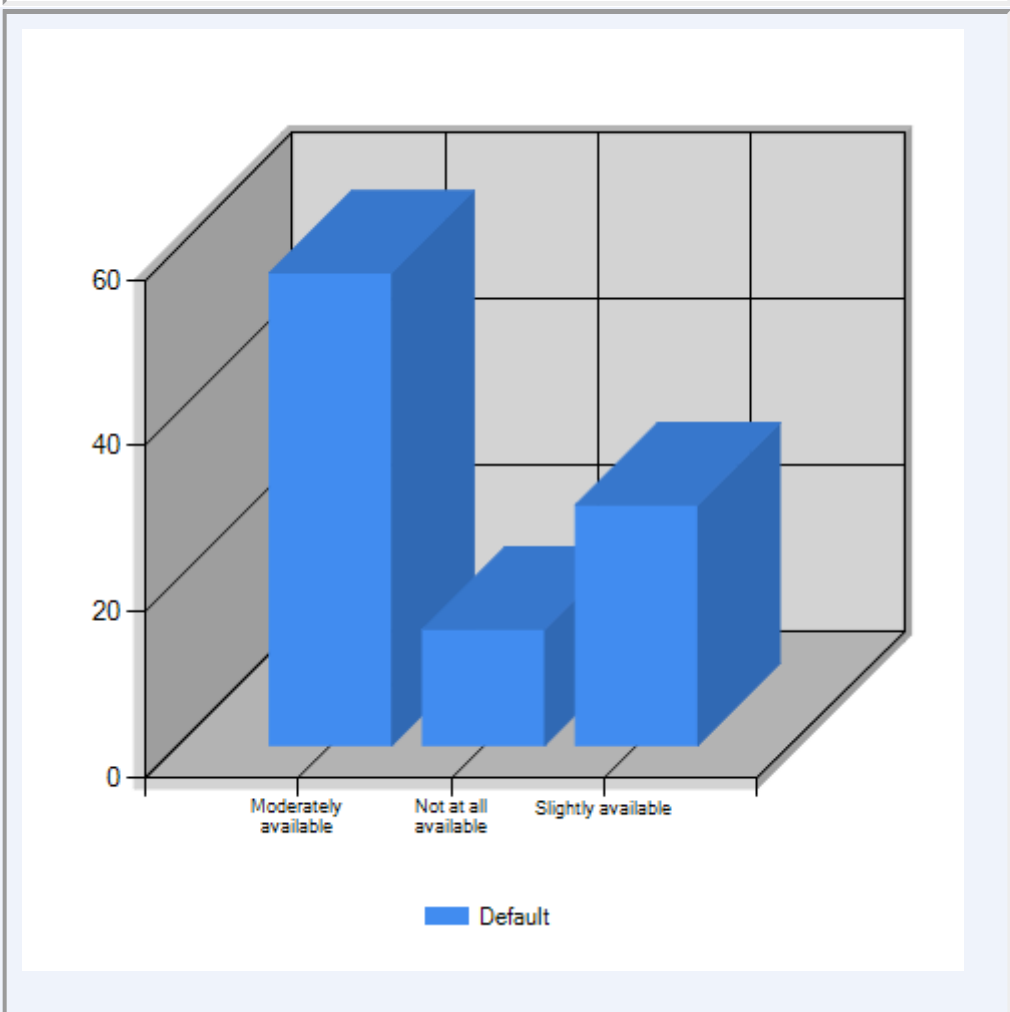 60
40
20
0
Moderately
available
Not at all
available
Slightly available
Default